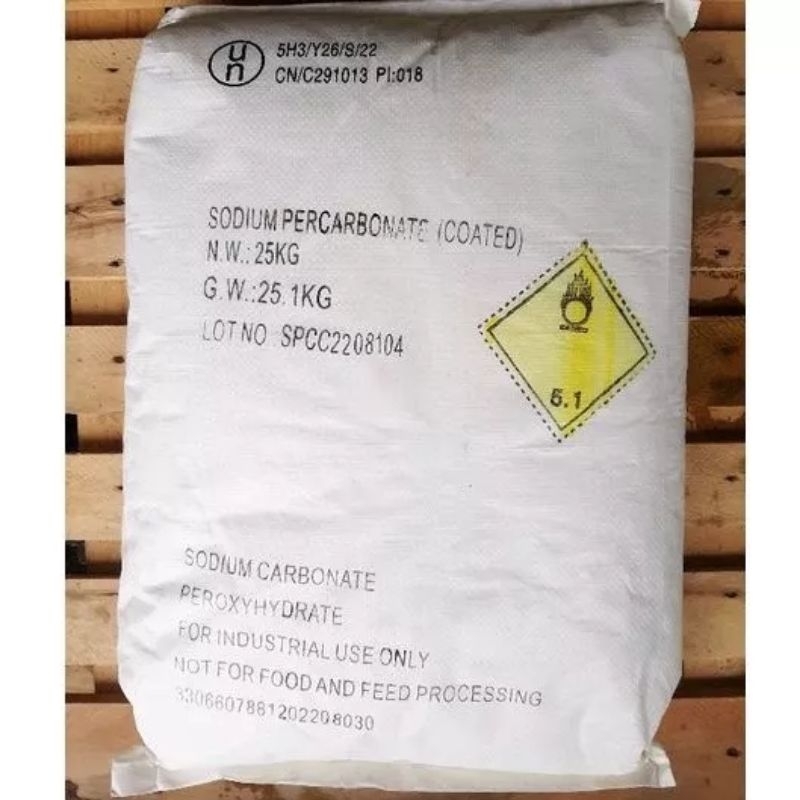 un 5H3/Y26/S/22
CN/C291013 PI:018
SODIUM PERCARBONATE (COATED)
N.W.: 25KG
G.W.:25.1KG
LOT NO SPCC2208104
5.1
SODIUM CARBONATE
PEROXYHYDRATE
FOR INDUSTRIAL USE ONLY
NOT FOR FOOD AND FEED PROCESSING
3306607881202208030